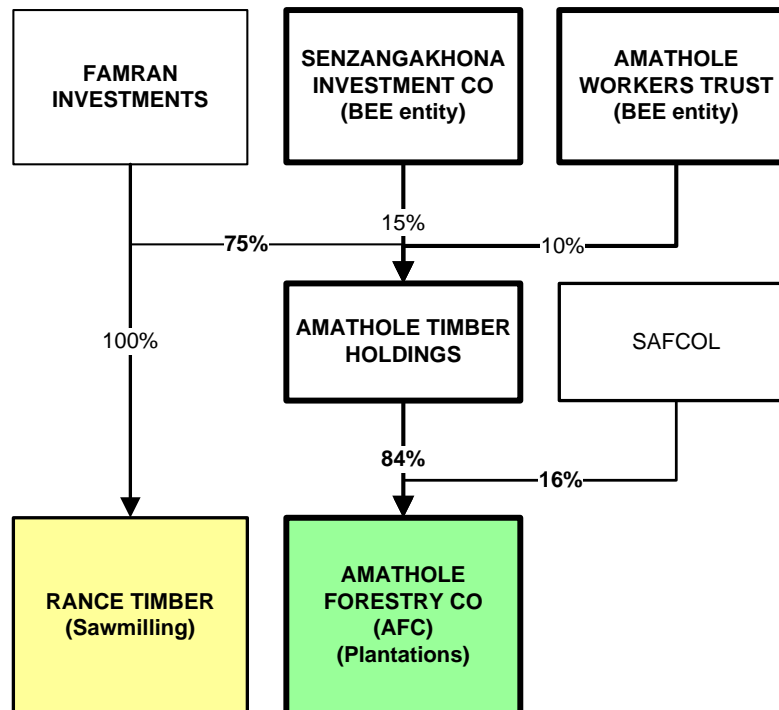 FAMRAN
INVESTMENTS
SENZANGAKHONA
INVESTMENT CO
(BEE entity)
AMATHOLE
WORKERS TRUST
(BEE entity)
15%
75%
10%
100%
AMATHOLE TIMBER
HOLDINGS
SAFCOL
84%
16%
RANCE TIMBER
(Sawmilling)
AMATHOLE
FORESTRY CO
(AFC)
(Plantations)